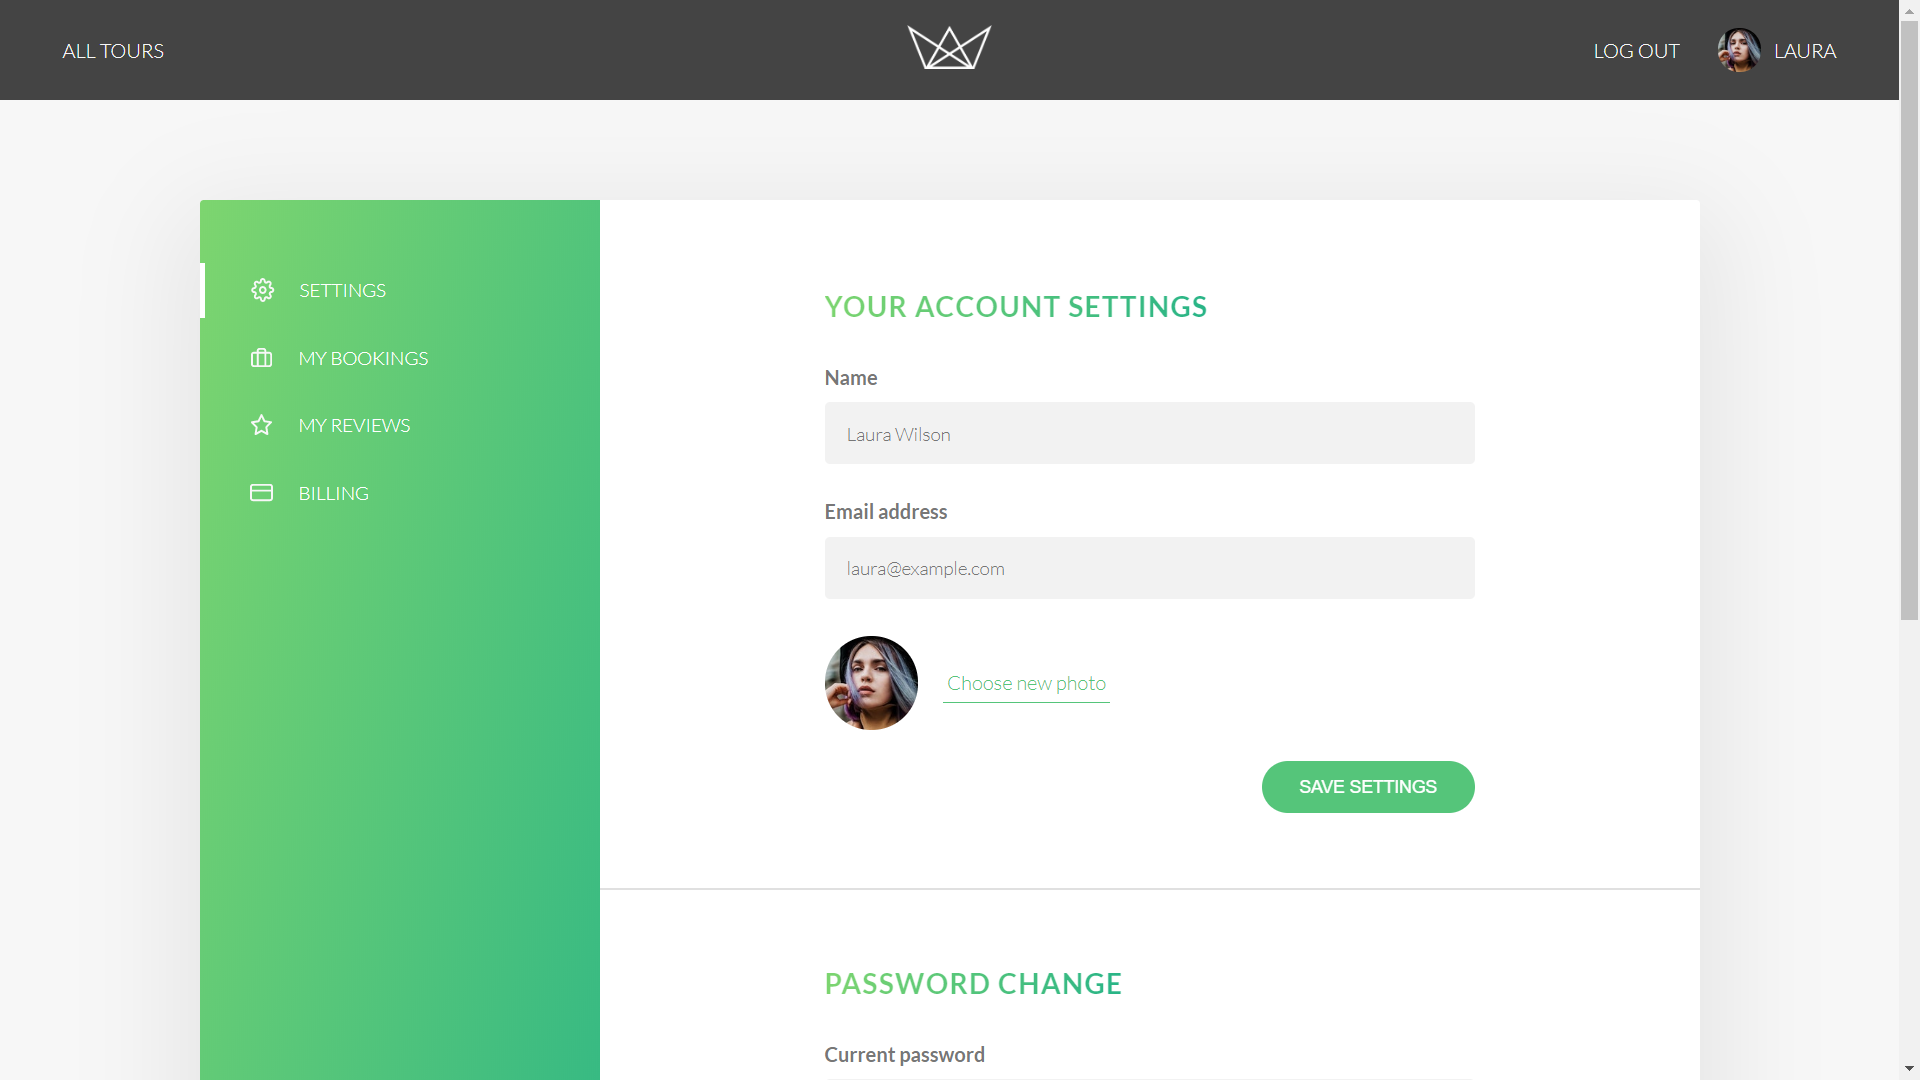 ALL TOURS
LOG OUT
LAURA
SETTINGS
MY BOOKINGS
MY REVIEWS
BILLING
YOUR ACCOUNT SETTINGS
Name
Laura Wilson
Email address
laura@example.com
Choose new photo
SAVE SETTINGS
PASSWORD CHANGE
Current password